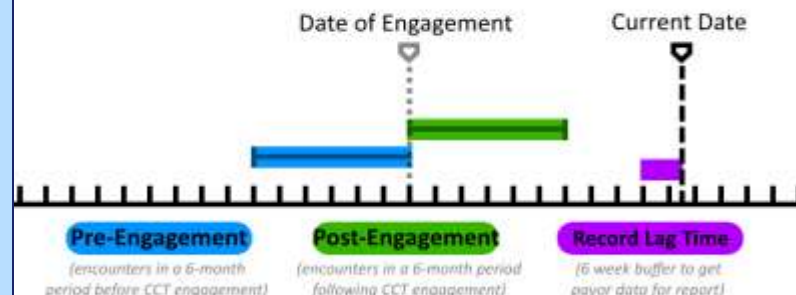 Date of Engagement
Current Date
Pre-Engagement
Post-Engagement
Record Lag Time
(encounters in a 6-month
period before CCT engagement)
(encounters in a 6-month period
following CCT engagement)
(6 week buffer to get
payor data for report)